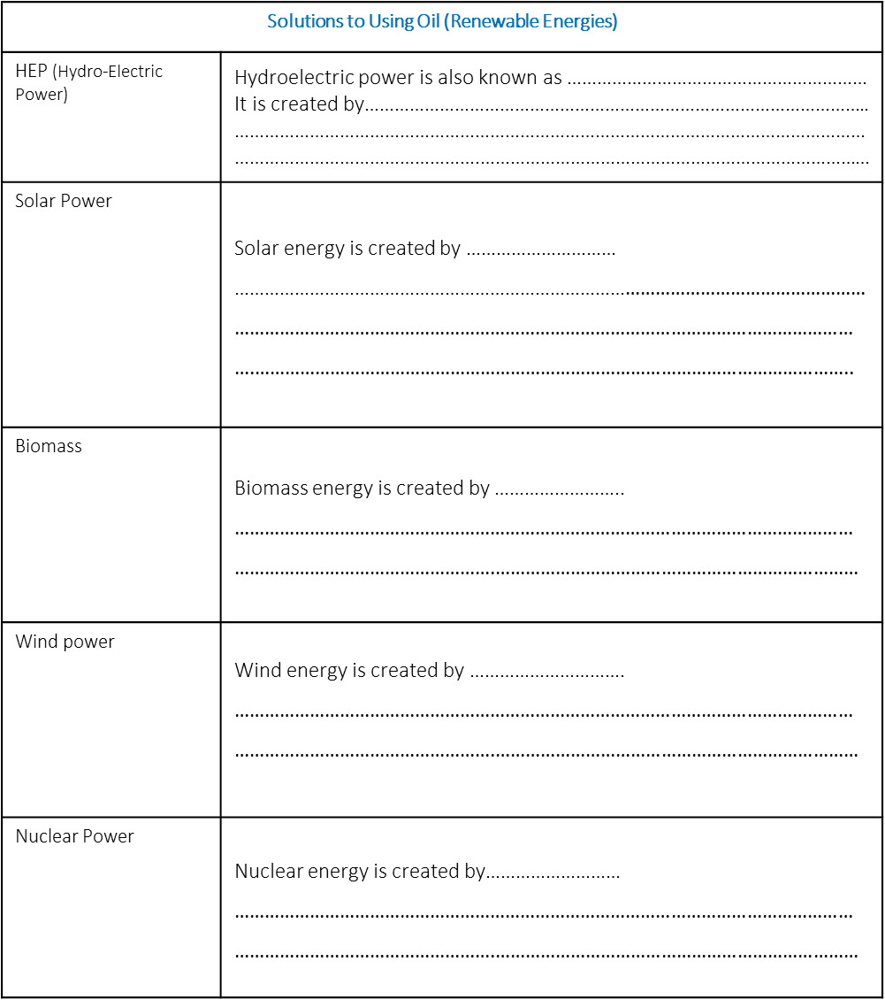 Solutions to Using Oil (Renewable Energies)
HEP (Hydro-Electric
Power)
Hydroelectric power is also known as ……………………………………………………
It is created by………………………………………………………………………………………...
………………………………………………………………………………………………………………
………………………………………………………………………………………………………………
Solar Power
Solar energy is created by …………………………
………………………………………………………………………………………………………………
……………………………………………………………………………………………………………
……………………………………………………………………………………………………………..
Biomass
Biomass energy is created by ……………………..
……………………………………………………………………………………………………………
………………………………………………………………………………………………………………
Wind power
Wind energy is created by ………………………….
……………………………………………………………………………………………………………
………………………………………………………………………………………………………………
Nuclear Power
Nuclear energy is created by………………………
……………………………………………………………………………………………………………
………………………………………………………………………………………………………………